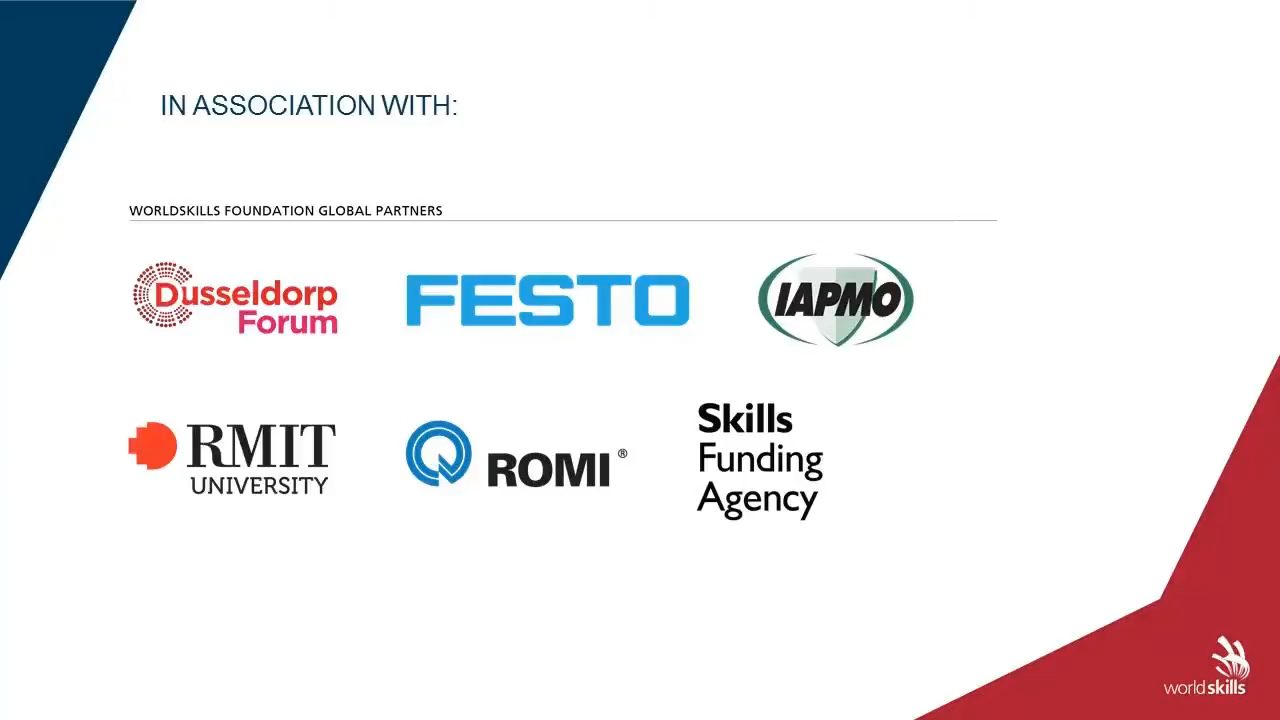 IN ASSOCIATION WITH:
WORLDSKILLS FOUNDATION GLOBAL PARTNERS
Dusseldorp
Forum
FESTO
IAPMO
RMIT
UNIVERSITY
ROMI ®
Skills
Funding
Agency
worldskills